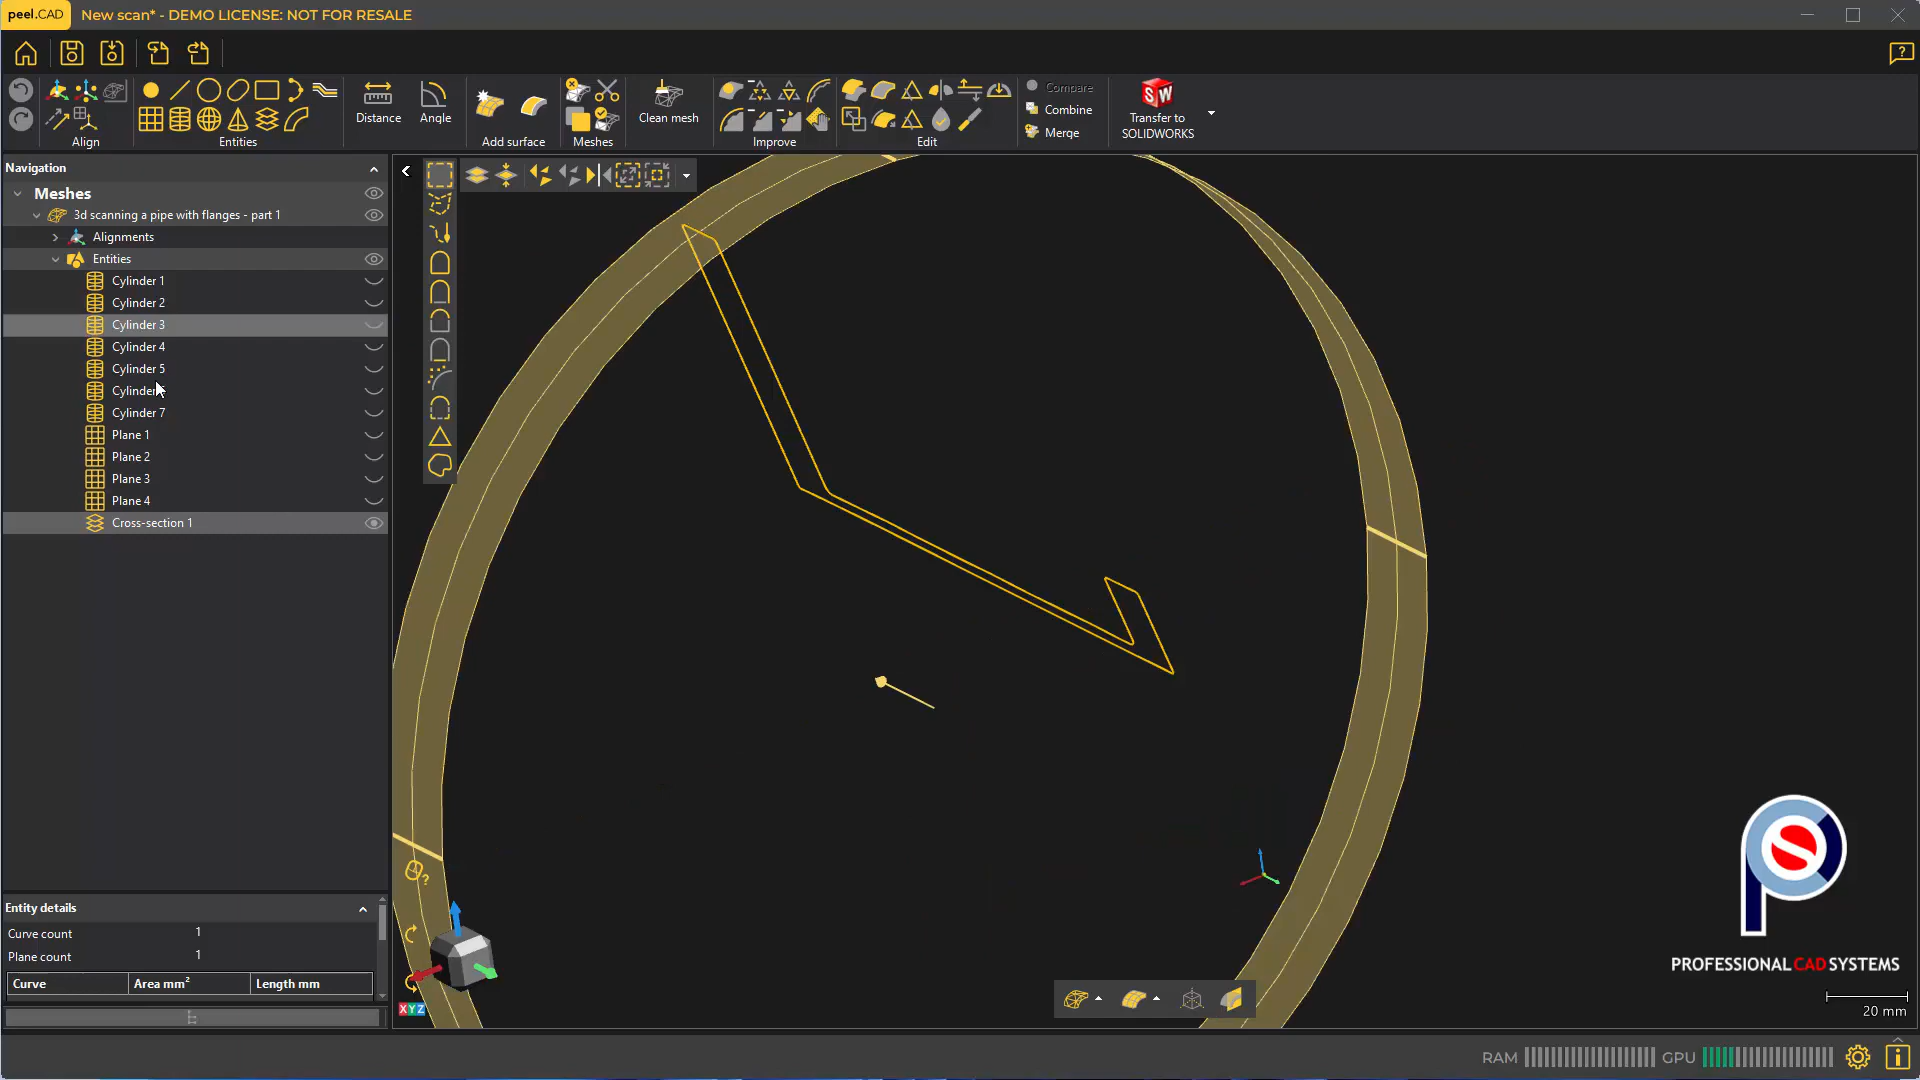 peel.CAD New scan* - DEMO LICENSE: NOT FOR RESALE
Align
Entities
Distance
Angle
Add surface
Meshes
Clean mesh
Improve
Edit
Compare
Combine
Merge
Transfer to
SOLIDWORKS
Navigation
Meshes
3d scanning a pipe with flanges - part 1
Alignments
Entities
Cylinder 1
Cylinder 2
Cylinder 3
Cylinder 4
Cylinder 5
Cylinder
Cylinder 7
Plane 1
Plane 2
Plane 3
Plane 4
Cross-section 1
Entity details
Curve count 1
Plane count 1
Curve Area mm² Length mm
XYZ
PROFESSIONAL CAD SYSTEMS
20 mm
RAM GPU